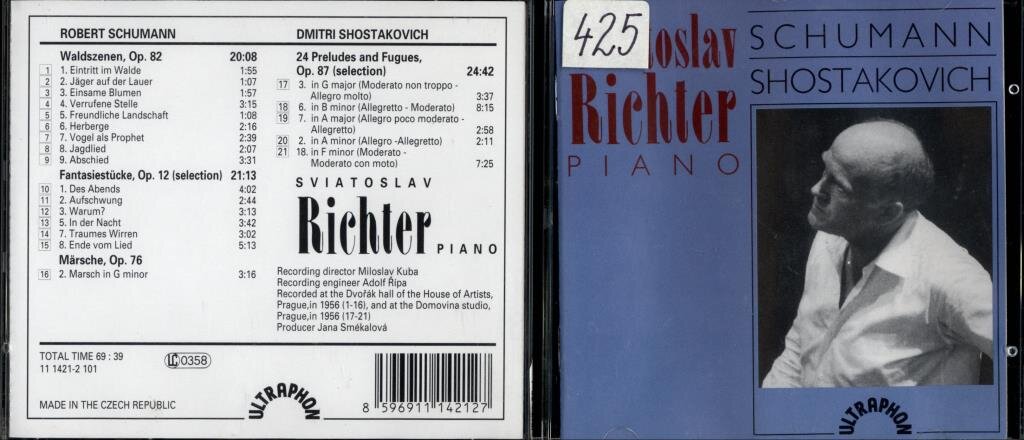 ROBERT SCHUMANN
Waldszenen, Op. 82 20:08
1 1. Eintritt im Walde 1:55
2 2. Jäger auf der Lauer 1:07
3 3. Einsame Blumen 1:57
4 4. Verrufene Stelle 3:15
5 5. Freundliche Landschaft 1:08
6 6. Herberge 2:16
7 7. Vogel als Prophet 2:39
8 8. Jagdlied 2:07
9 9. Abschied 3:31
Fantasiestücke, Op. 12 (selection) 21:13
10 1. Des Abends 4:02
11 2. Aufschwung 2:44
12 3. Warum? 3:13
13 5. In der Nacht 3:42
14 7. Traumes Wirren 3:02
15 8. Ende vom Lied 5:13
Märsche, Op. 76
16 2. Marsch in G minor 3:16
DMITRI SHOSTAKOVICH
24 Preludes and Fugues,
Op. 87 (selection) 24:42
17 3. in G major (Moderato non troppo -
Allegro molto) 3:37
18 6. in B minor (Allegretto - Moderato) 8:15
19 7. in A major (Allegro poco moderato -
Allegretto) 2:58
20 2. in A minor (Allegro -Allegretto) 2:11
21 18. in F minor (Moderato -
Moderato con moto) 7:25
SVIATOSLAV
Richter PIANO
Recording director Miloslav Kuba
Recording engineer Adolf Řípa
Recorded at the Dvořák hall of the House of Artists,
Prague,in 1956 (1-16), and at the Domovina studio,
Prague,in 1956 (17-21)
Producer Jana Smékalová
TOTAL TIME 69 : 39
11 1421-2 101
LC 0358
MADE IN THE CZECH REPUBLIC
ULTRAPHON
8 596911 142127
425
oslav
Richter
PIANO
SCHUMANN
SHOSTAKOVICH
ULTRAPHON